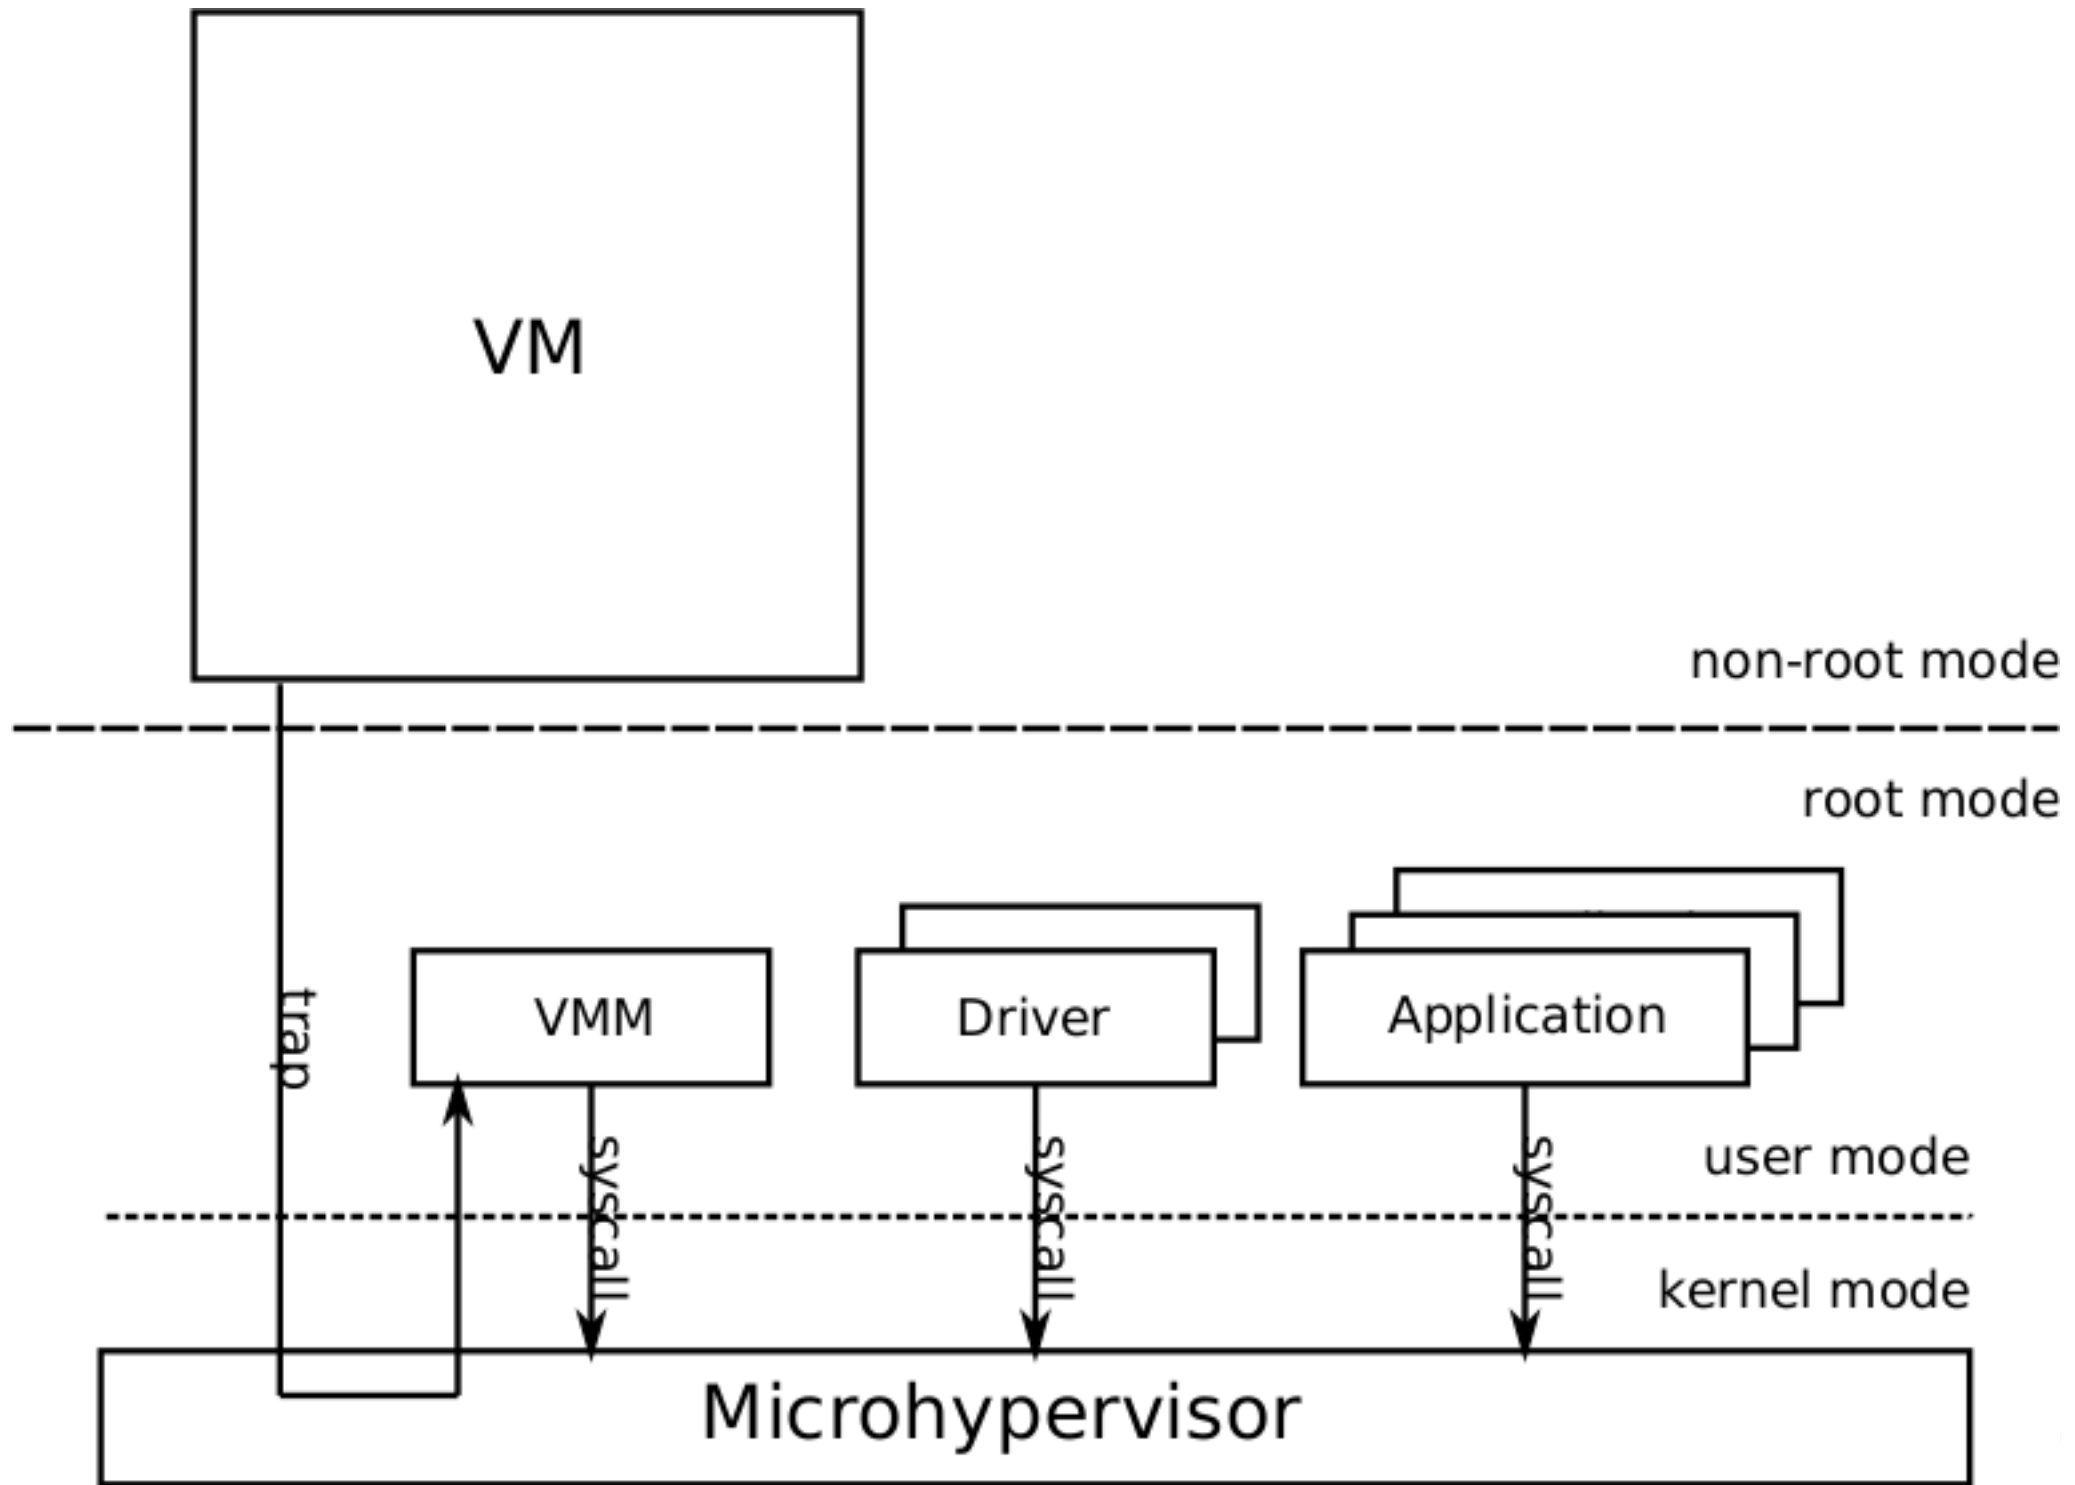 VM
non-root mode
root mode
trap
VMM
Driver
Application
syscall
syscall
syscall
user mode
kernel mode
Microhypervisor